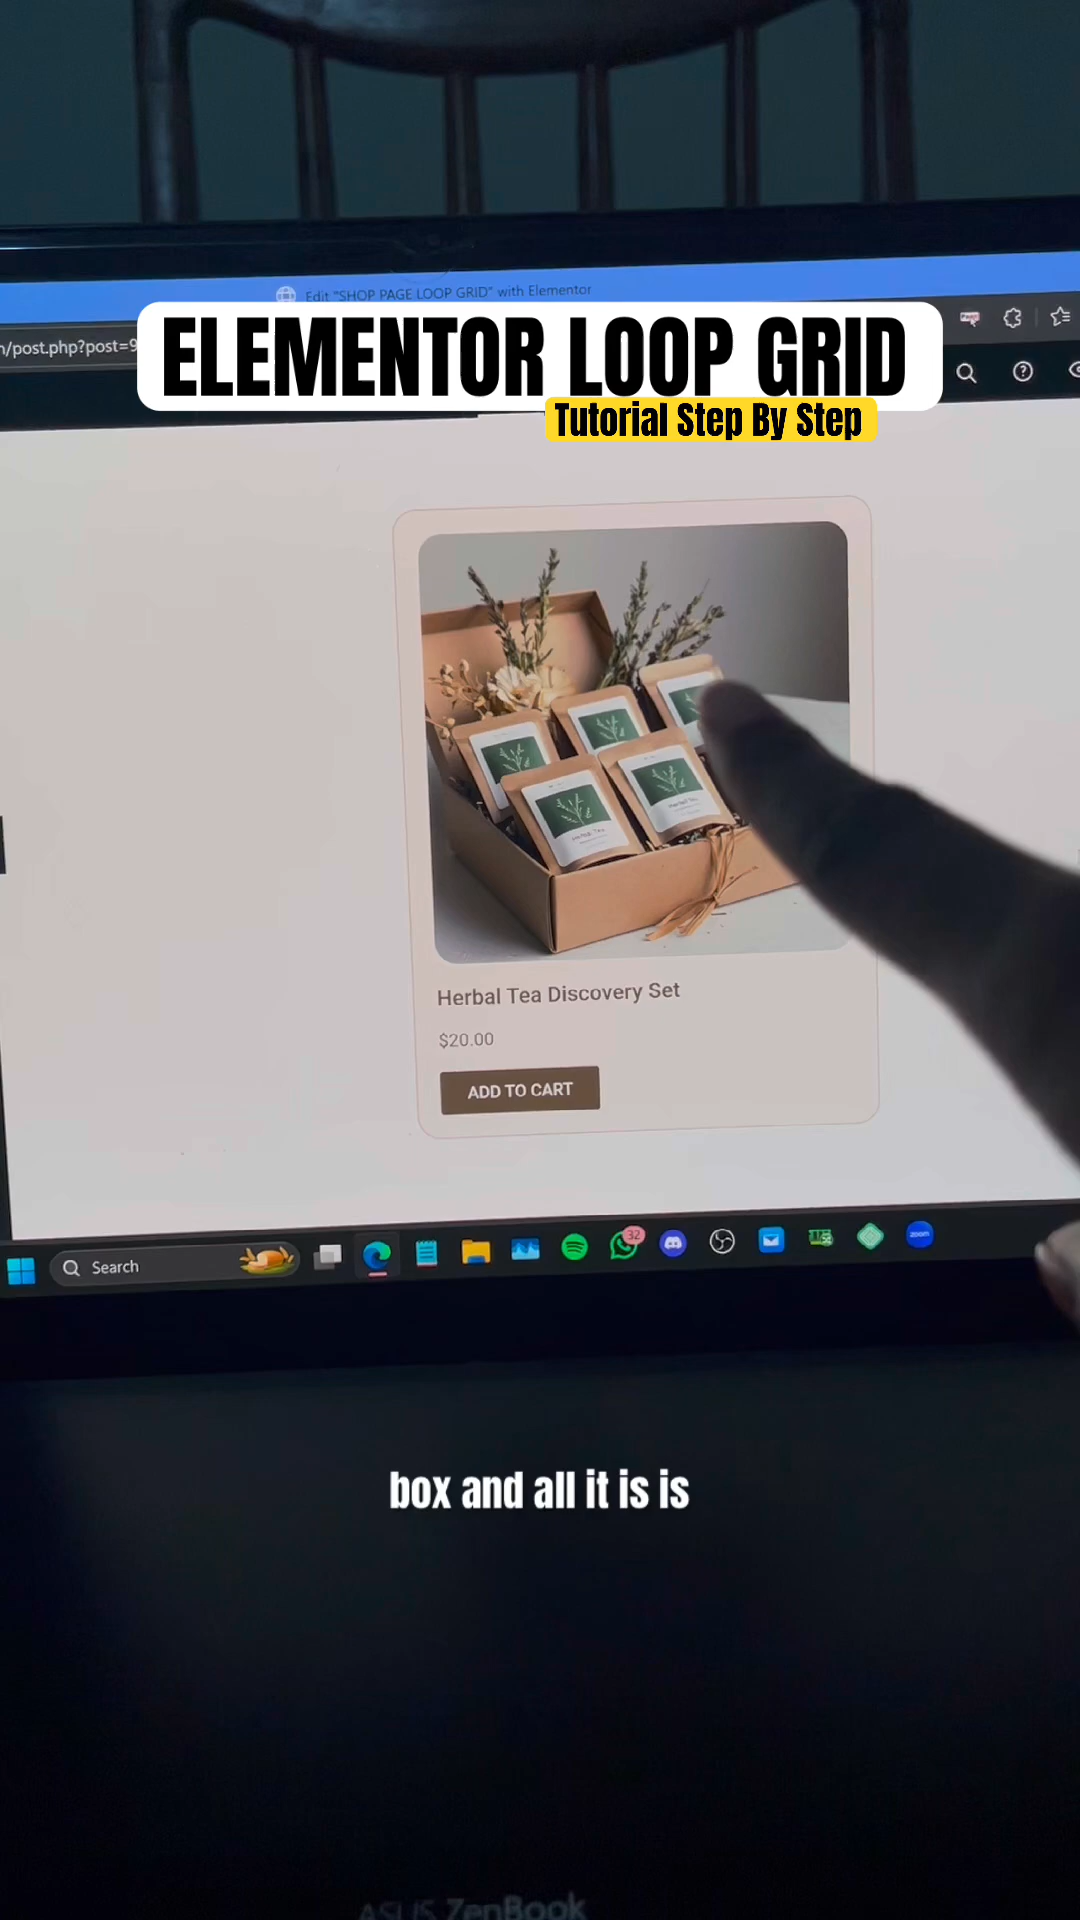 Edit "SHOP PAGE LOOP GRID" with Elementor
n/post.php?post=9
ELEMENTOR LOOP GRID
Tutorial Step By Step
Herbal Tea Discovery Set
$20.00
ADD TO CART
Search
32
zoom
box and all it is is
ASUS ZenBook